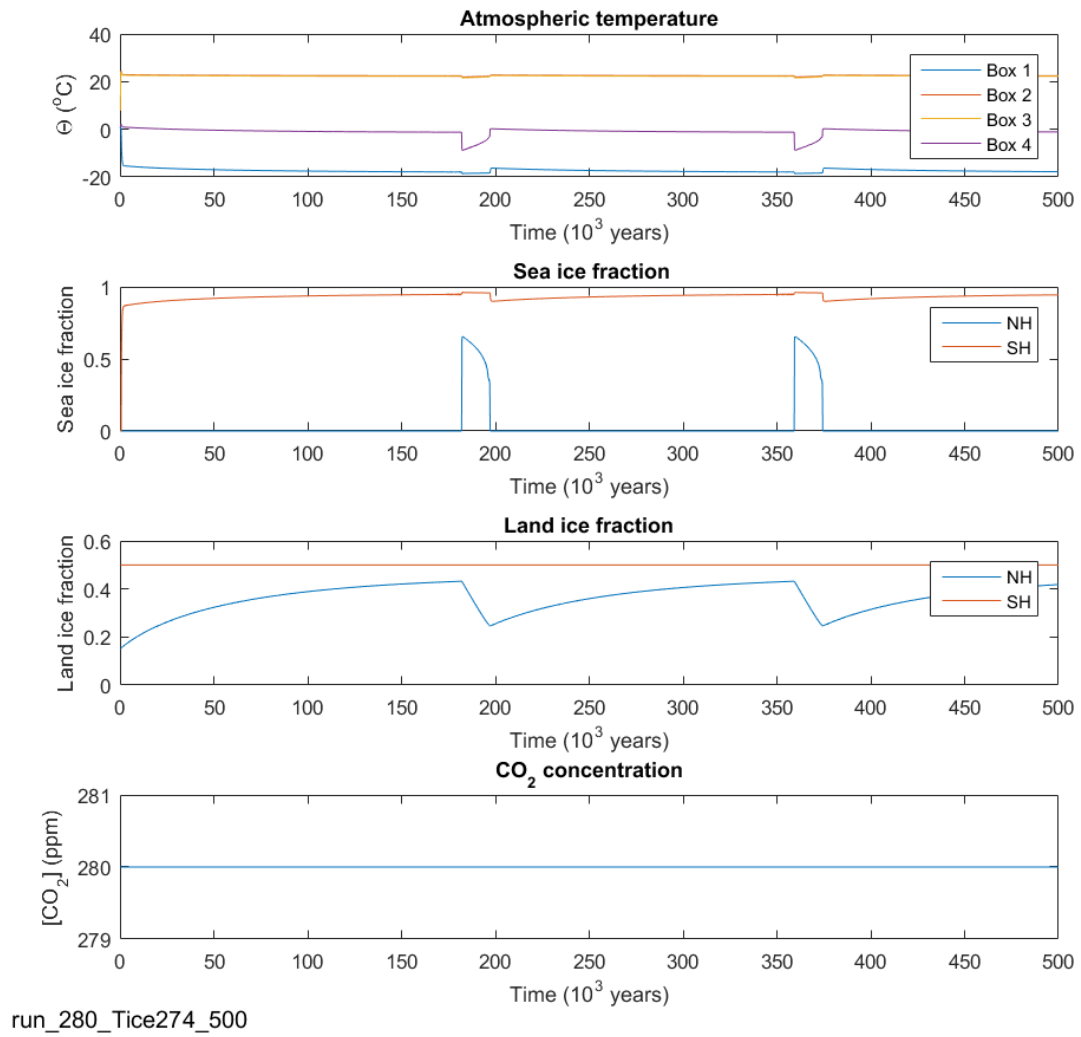 Atmospheric temperature
Θ (°C)
40
20
0
-20
Box 1
Box 2
Box 3
Box 4
0 50 100 150 200 250 300 350 400 450 500
Time (10³ years)
Sea ice fraction
Sea ice fraction
1
0.5
0
NH
SH
0 50 100 150 200 250 300 350 400 450 500
Time (10³ years)
Land ice fraction
Land ice fraction
0.6
0.4
0.2
0
NH
SH
0 50 100 150 200 250 300 350 400 450 500
Time (10³ years)
CO₂ concentration
[CO₂] (ppm)
281
280
279
0 50 100 150 200 250 300 350 400 450 500
Time (10³ years)
run_280_Tice274_500